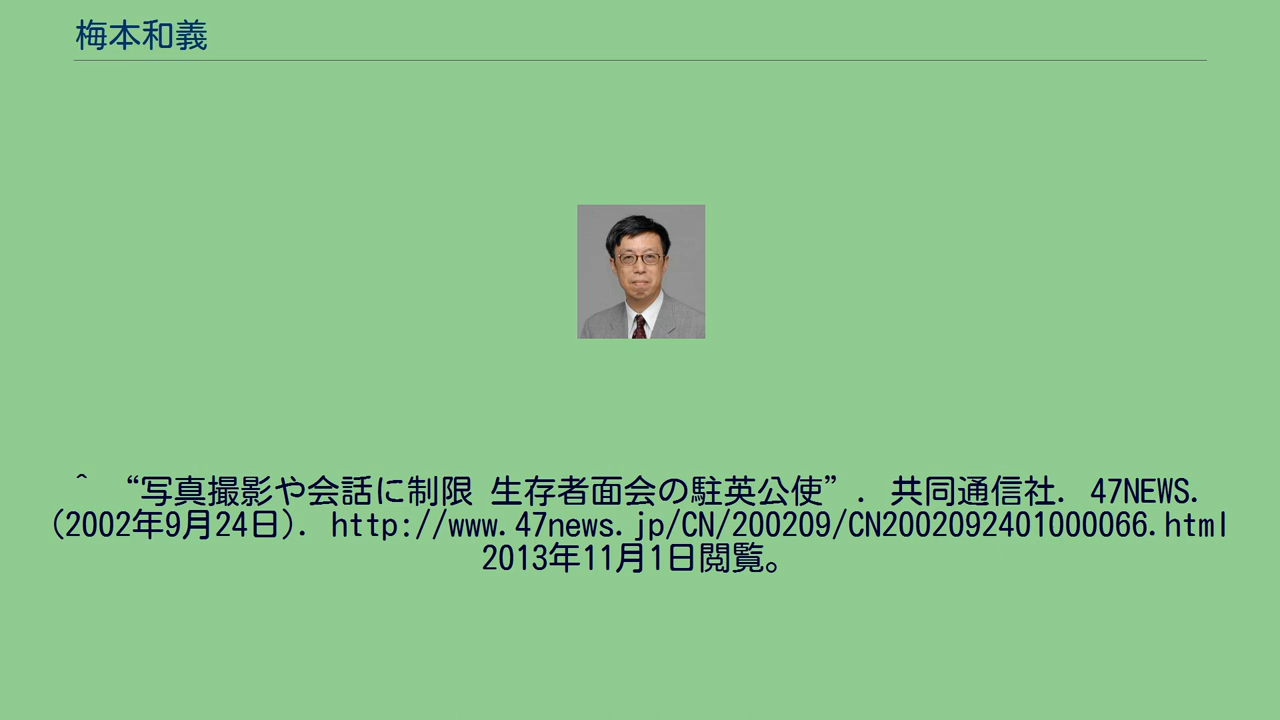 梅本和義
^ “写真撮影や会話に制限 生存者面会の駐英公使”. 共同通信社. 47NEWS.
(2002年9月24日). http://www.47news.jp/CN/200209/CN2002092401000066.html
2013年11月1日閲覧。